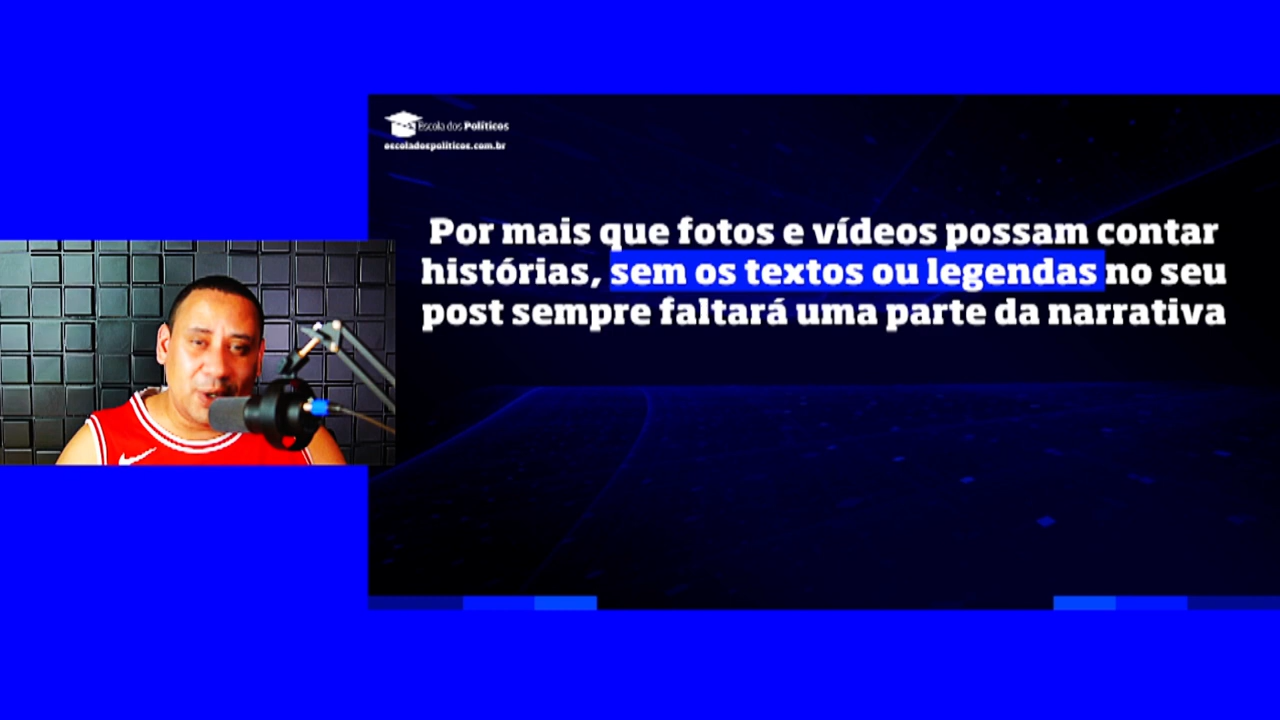 Escola dos Políticos
escoladospoliticos.com.br
Por mais que fotos e vídeos possam contar
histórias, sem os textos ou legendas no seu
post sempre faltará uma parte da narrativa